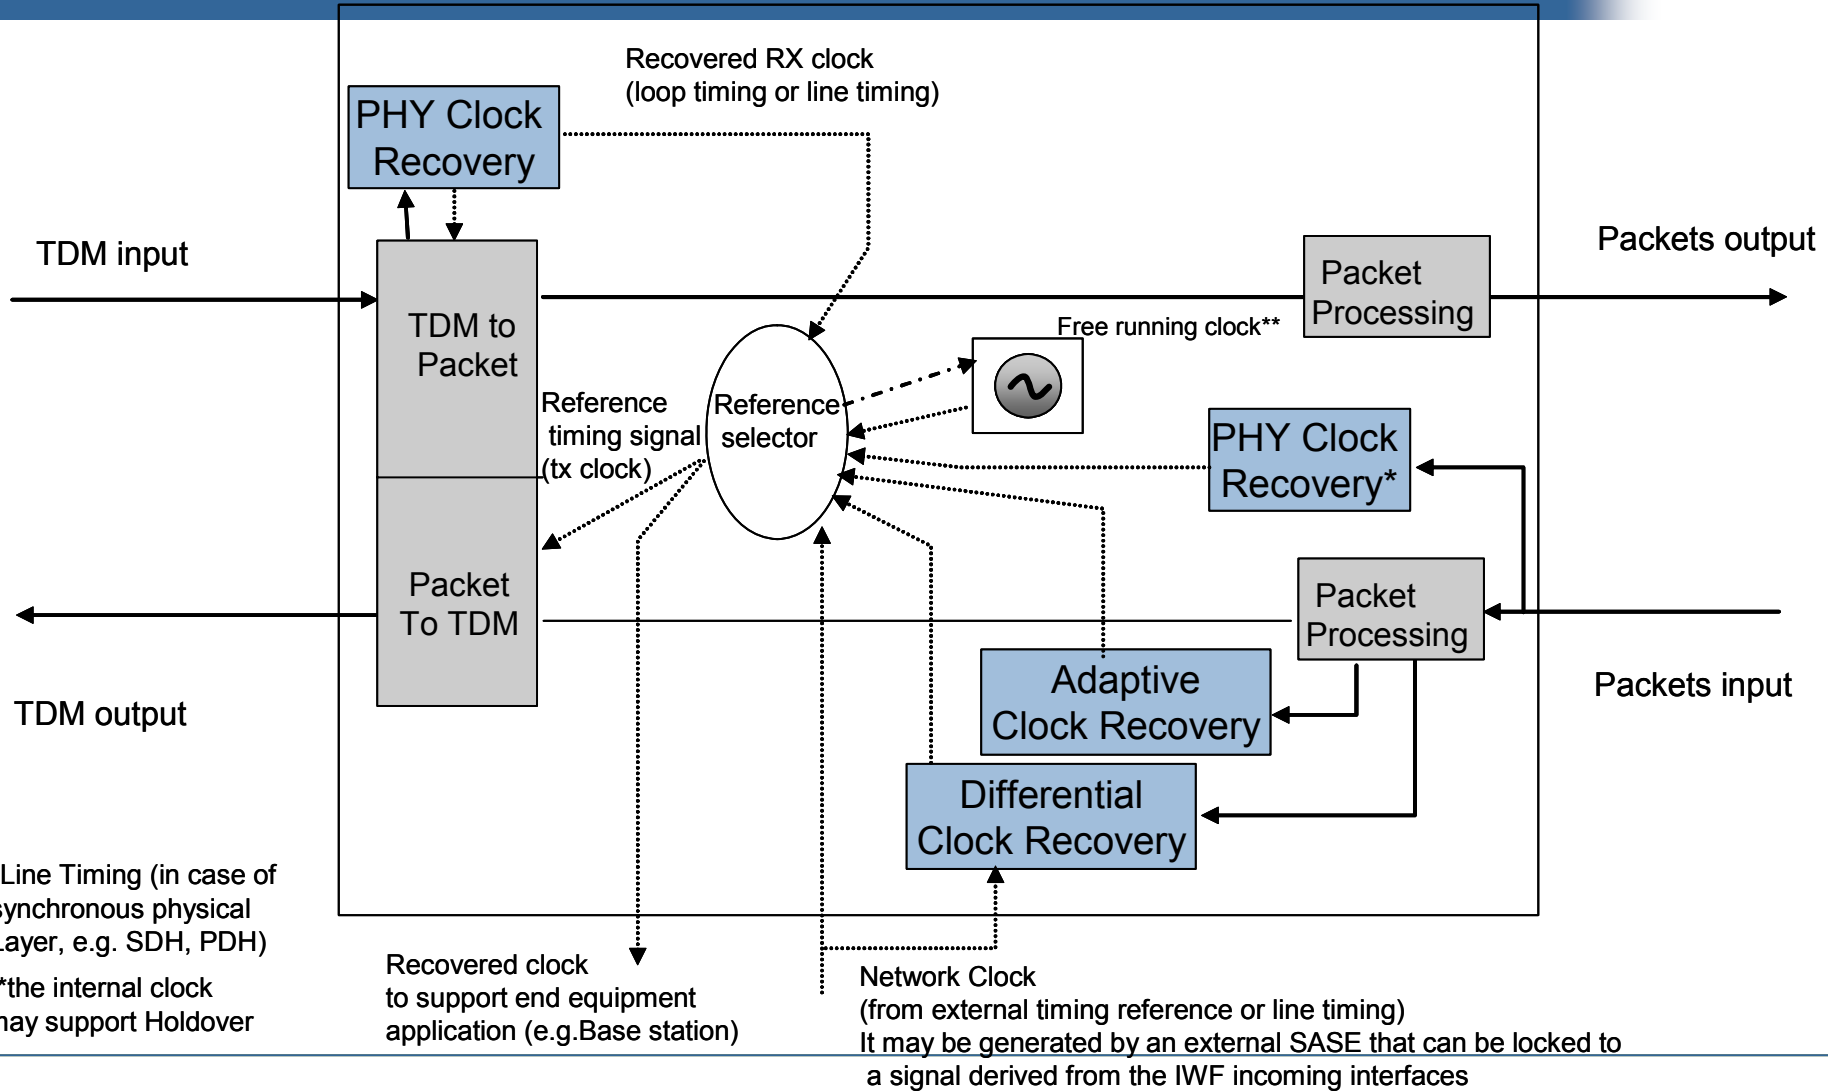 Recovered RX clock
(loop timing or line timing)
PHY Clock
Recovery
TDM input
Packets output
Packet
Processing
TDM to
Packet
Free running clock**
Reference
timing signal
(tx clock)
Reference
selector
PHY Clock
Recovery*
Packet
To TDM
Packet
Processing
TDM output
Packets input
Adaptive
Clock Recovery
Differential
Clock Recovery
Line Timing (in case of
synchronous physical
Layer, e.g. SDH, PDH)
*the internal clock
may support Holdover
Recovered clock
to support end equipment
application (e.g.Base station)
Network Clock
(from external timing reference or line timing)
It may be generated by an external SASE that can be locked to
a signal derived from the IWF incoming interfaces